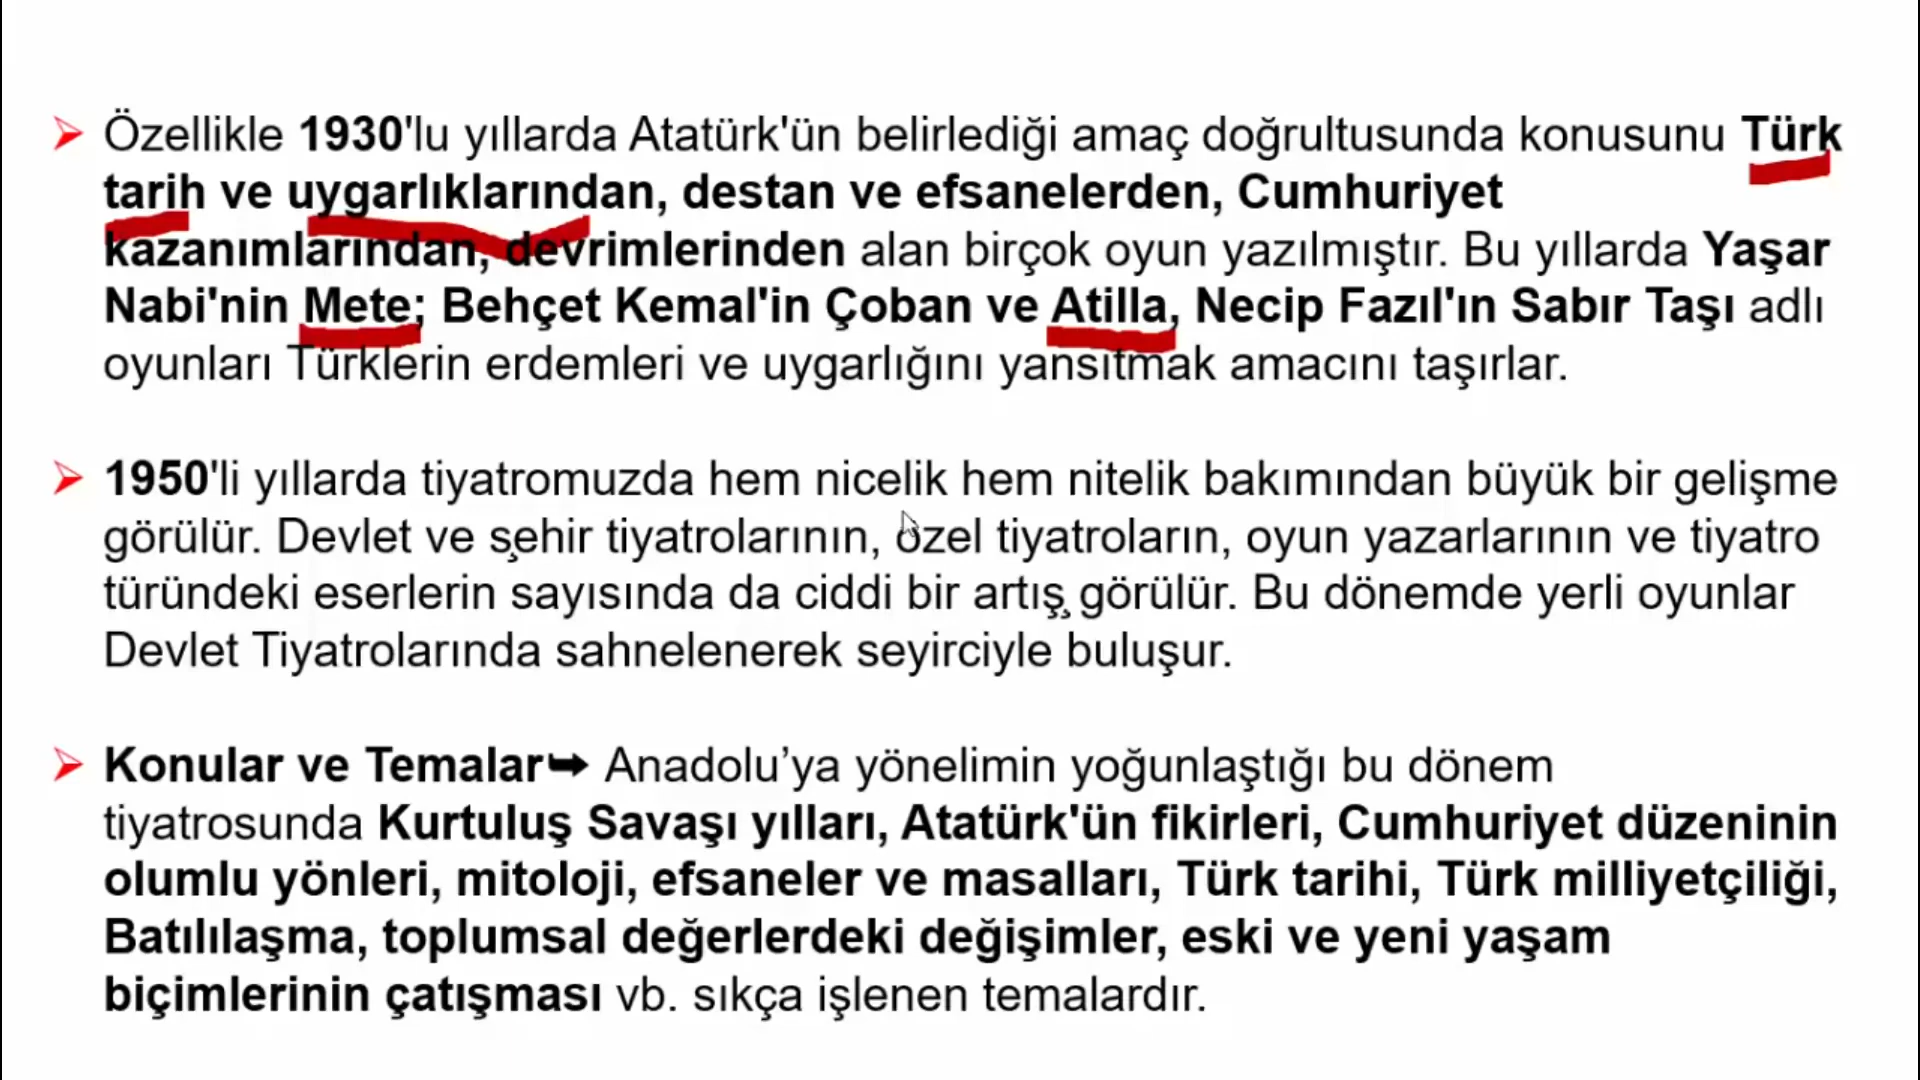 Özellikle 1930'lu yıllarda Atatürk'ün belirlediği amaç doğrultusunda konusunu Türk
tarih ve uygarlıklarından, destan ve efsanelerden, Cumhuriyet
kazanımlarından, devrimlerinden alan birçok oyun yazılmıştır. Bu yıllarda Yaşar
Nabi'nin Mete; Behçet Kemal'in Çoban ve Atilla, Necip Fazıl'ın Sabır Taşı adlı
oyunları Türklerin erdemleri ve uygarlığını yansıtmak amacını taşırlar.
1950'li yıllarda tiyatromuzda hem nicelik hem nitelik bakımından büyük bir gelişme
görülür. Devlet ve şehir tiyatrolarının, özel tiyatroların, oyun yazarlarının ve tiyatro
türündeki eserlerin sayısında da ciddi bir artış görülür. Bu dönemde yerli oyunlar
Devlet Tiyatrolarında sahnelenerek seyirciyle buluşur.
Konular ve Temalar➥ Anadolu’ya yönelimin yoğunlaştığı bu dönem
tiyatrosunda Kurtuluş Savaşı yılları, Atatürk'ün fikirleri, Cumhuriyet düzeninin
olumlu yönleri, mitoloji, efsaneler ve masalları, Türk tarihi, Türk milliyetçiliği,
Batılılaşma, toplumsal değerlerdeki değişimler, eski ve yeni yaşam
biçimlerinin çatışması vb. sıkça işlenen temalardır.